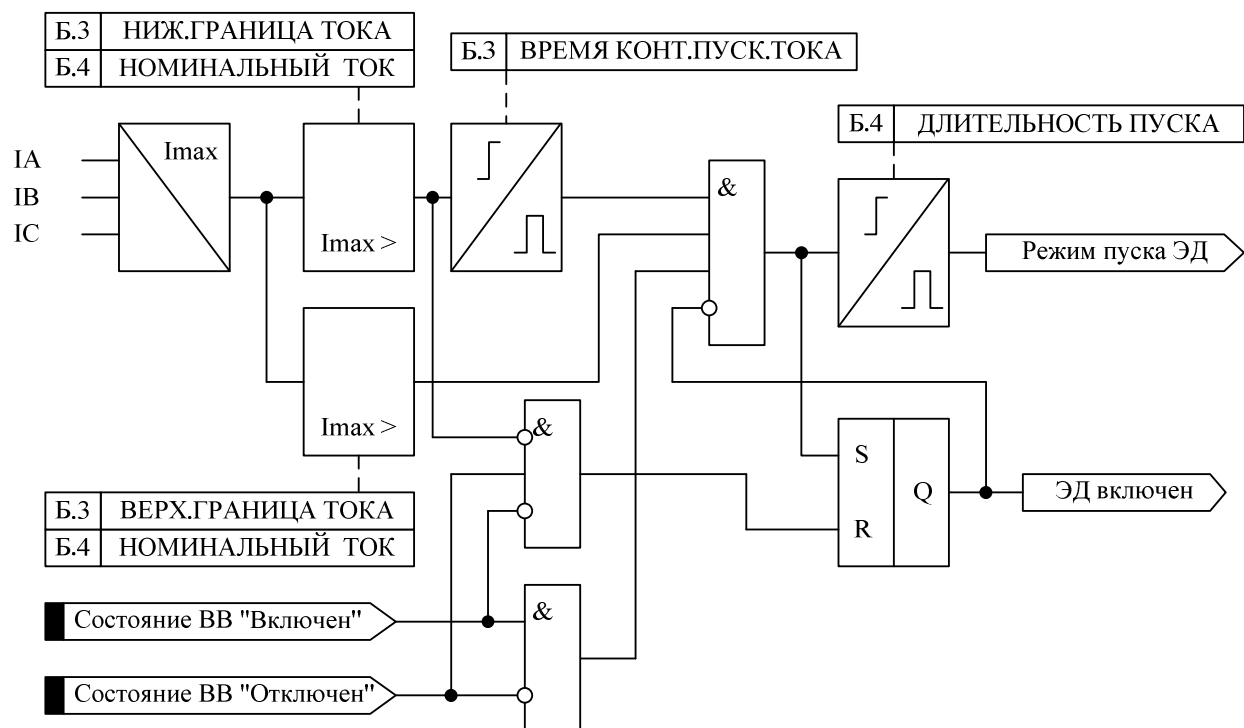 Б.3 НИЖ.ГРАНИЦА ТОКА
Б.4 НОМИНАЛЬНЫЙ ТОК
Б.3 ВРЕМЯ КОНТ.ПУСК.ТОКА
Б.4 ДЛИТЕЛЬНОСТЬ ПУСКА
IA
IB
IC
Imax
Imax >
&
Режим пуска ЭД
Imax >
&
S
R
Q
ЭД включен
Б.3 ВЕРХ.ГРАНИЦА ТОКА
Б.4 НОМИНАЛЬНЫЙ ТОК
Состояние ВВ "Включен"
&
Состояние ВВ "Отключен"